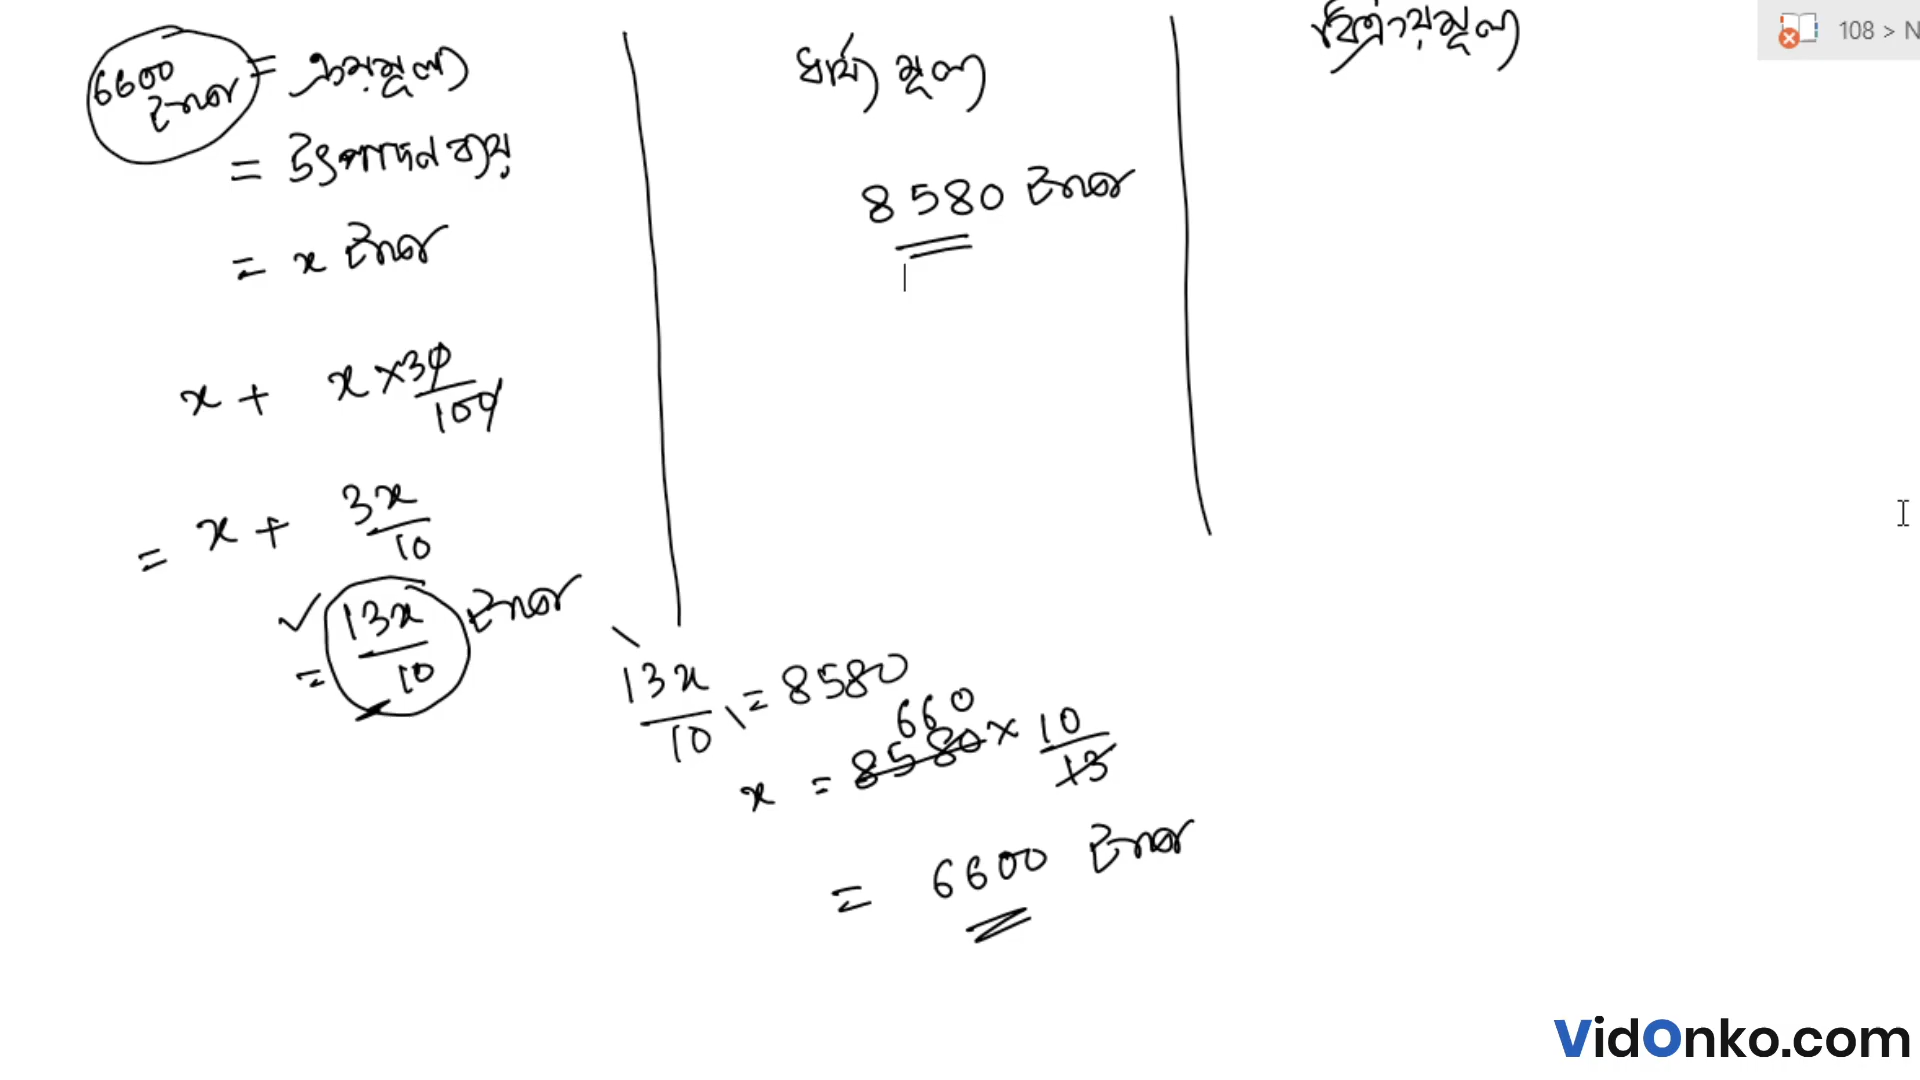 6600 টাকা = ক্রয়মূল্য
= উৎপাদন ব্যয়
= x টাকা
x + x × 30/100
= x + 3x/10
✓ = 13x/10 টাকা
ধার্য্য মূল্য
8580 টাকা
13x/10 = 8580
660
x = 8580 × 10/13
= 6600 টাকা
বিক্রয়মূল্য
108 > N
VidOnko.com